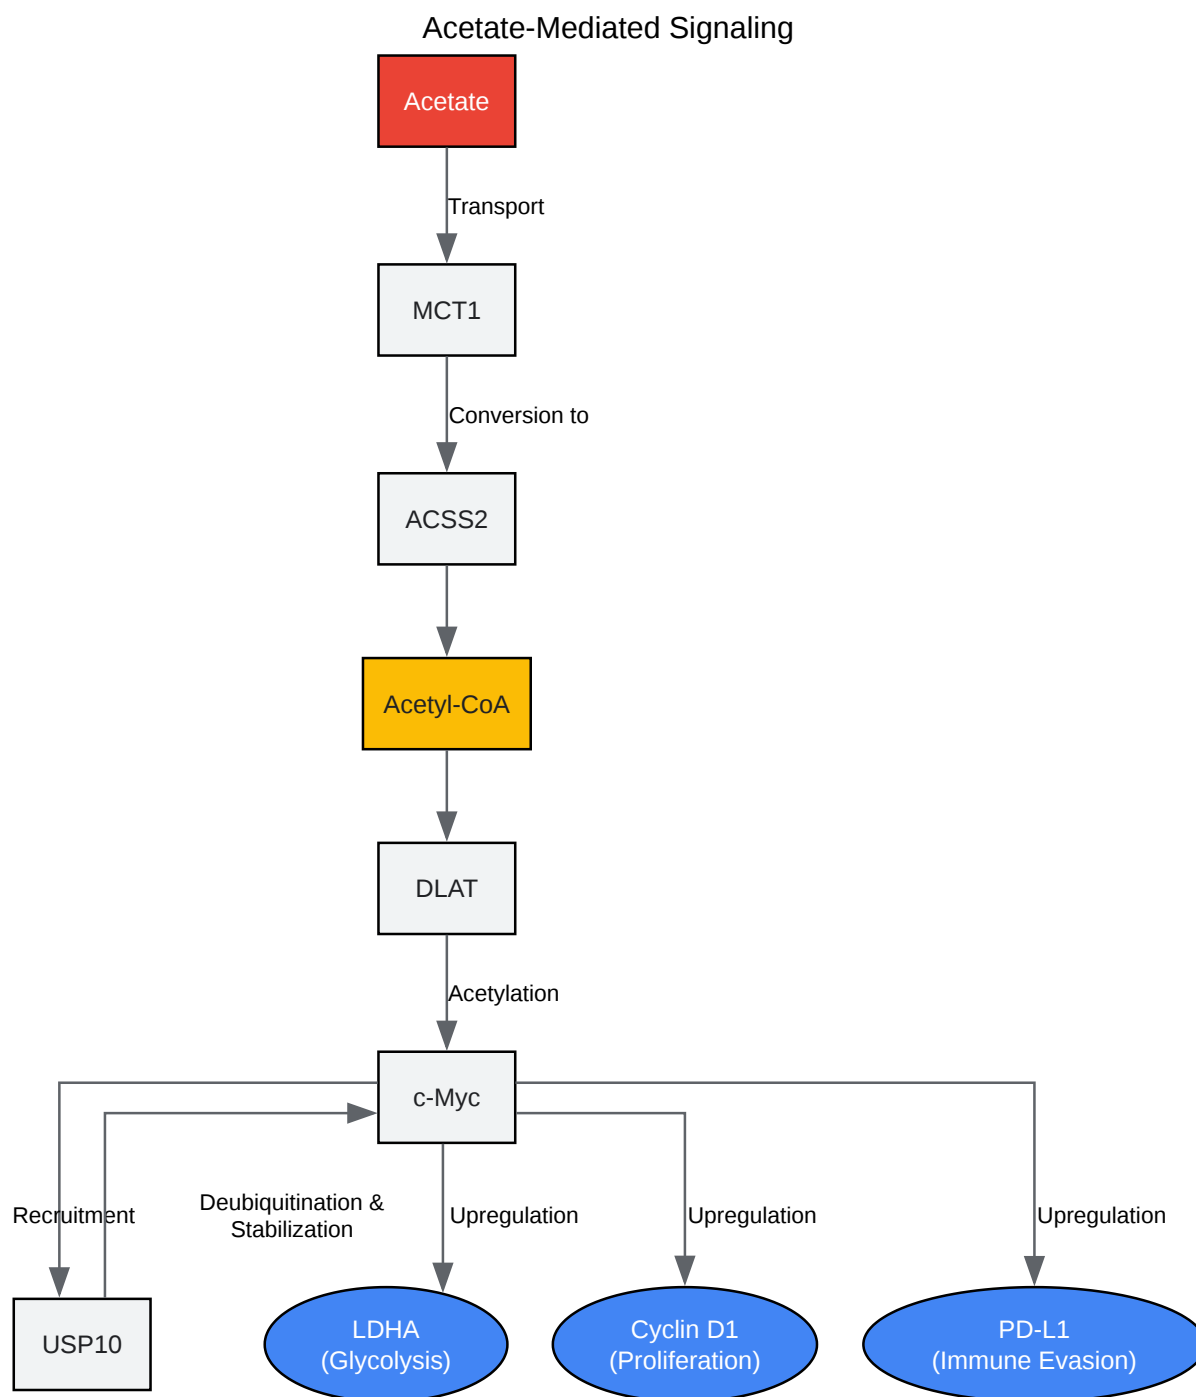 Acetate-Mediated Signaling
Acetate
Transport
MCT1
Conversion to
ACSS2
Acetyl-CoA
DLAT
Acetylation
c-Myc
Recruitment
Deubiquitination &
Stabilization
Upregulation
Upregulation
Upregulation
USP10
LDHA
(Glycolysis)
Cyclin D1
(Proliferation)
PD-L1
(Immune Evasion)